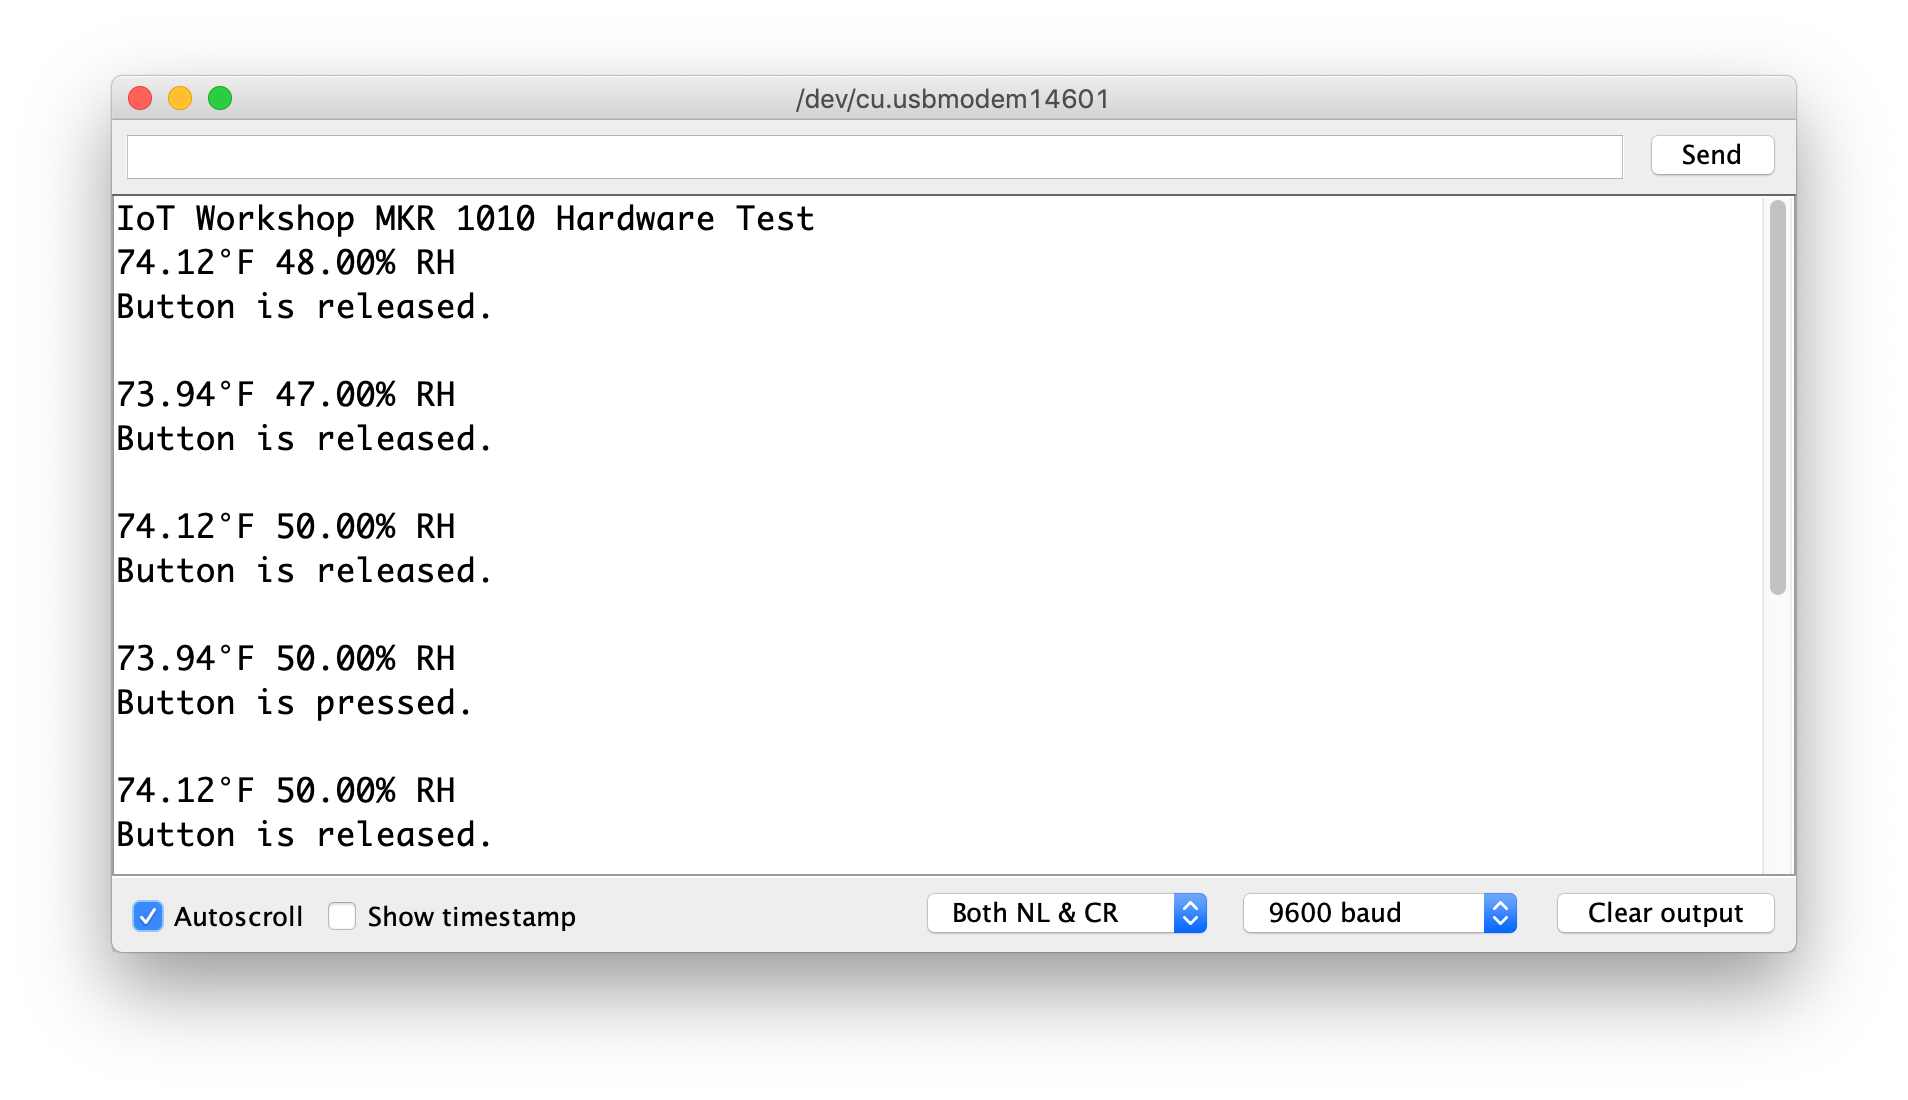 /dev/cu.usbmodem14601
Send
IoT Workshop MKR 1010 Hardware Test
74.12°F 48.00% RH
Button is released.
73.94°F 47.00% RH
Button is released.
74.12°F 50.00% RH
Button is released.
73.94°F 50.00% RH
Button is pressed.
74.12°F 50.00% RH
Button is released.
Autoscroll Show timestamp Both NL & CR 9600 baud Clear output